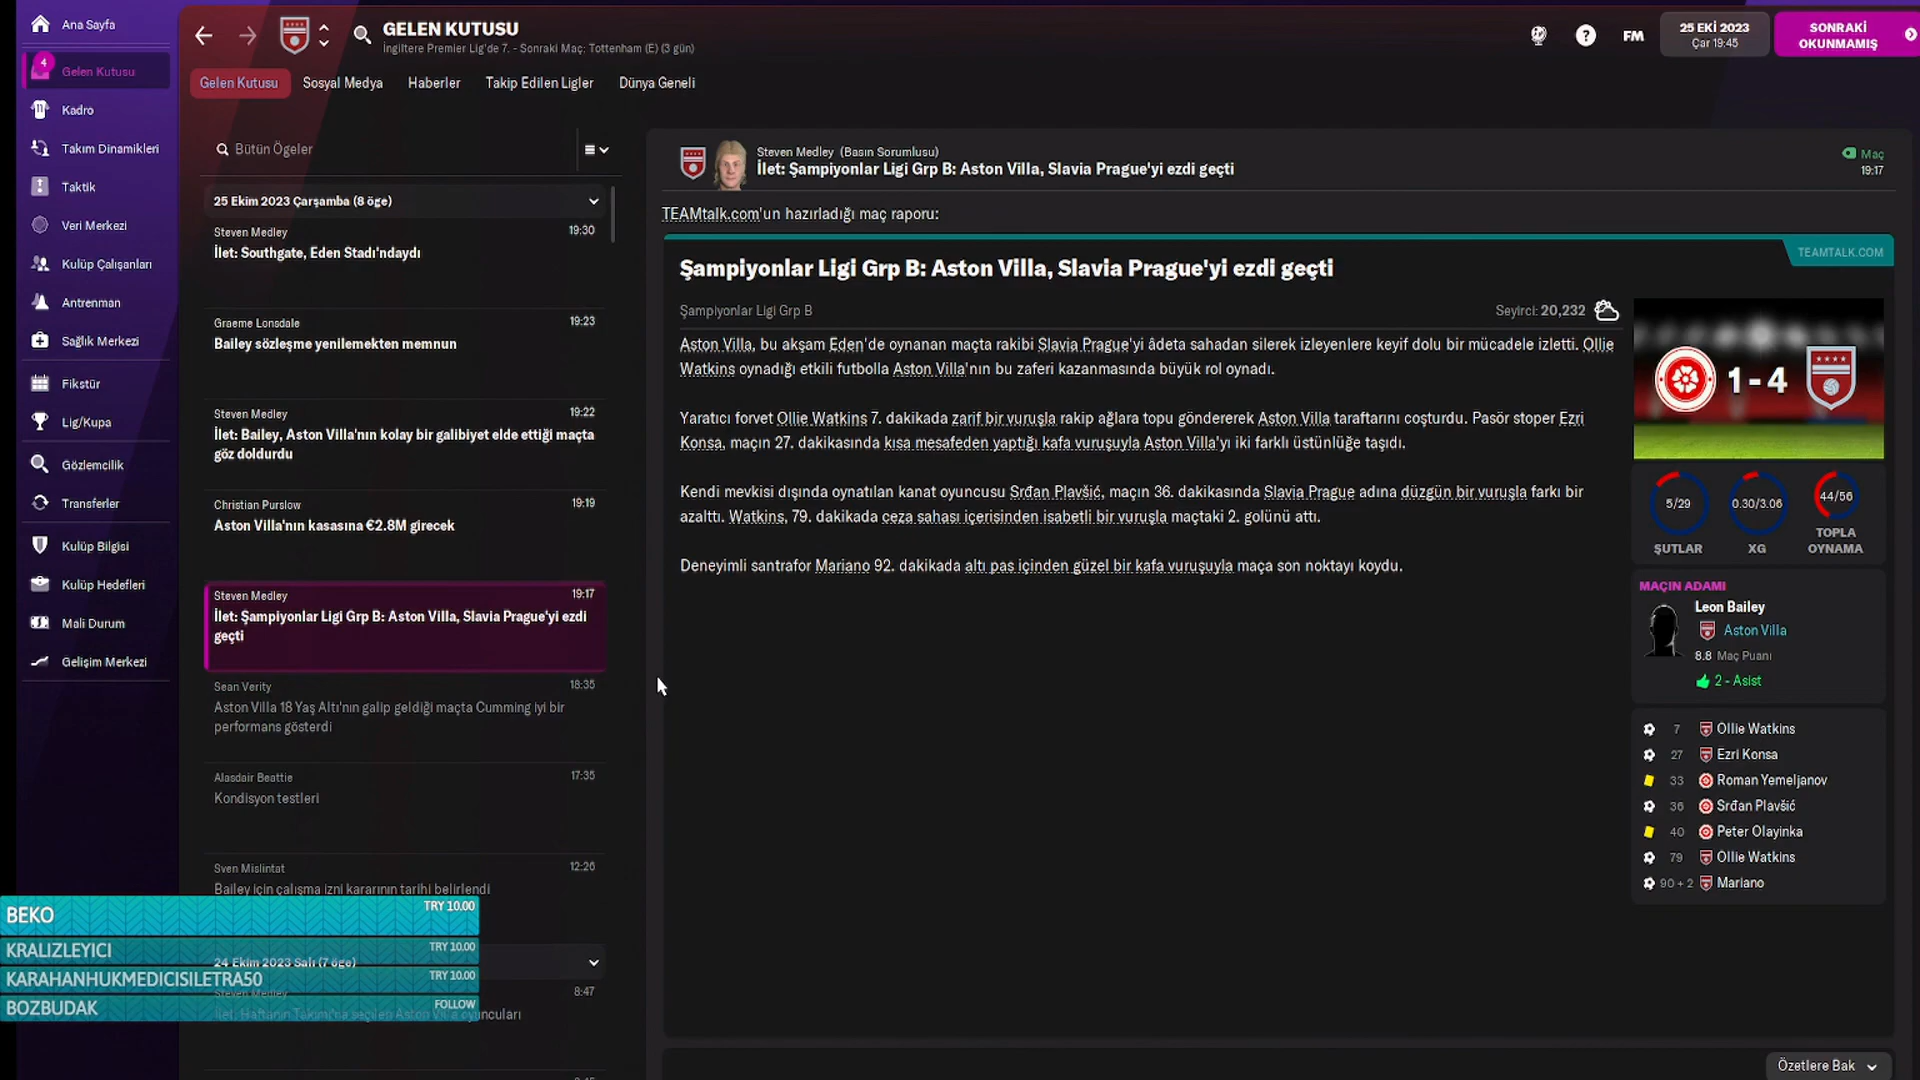 Ana Sayfa
4
Gelen Kutusu
Kadro
Takım Dinamikleri
Taktik
Veri Merkezi
Kulüp Çalışanları
Antrenman
Sağlık Merkezi
Fikstür
Lig/Kupa
Gözlemcilik
Transferler
Kulüp Bilgisi
Kulüp Hedefleri
Mali Durum
Gelişim Merkezi
GELEN KUTUSU
İngiltere Premier Lig'de 7. - Sonraki Maç: Tottenham (E) (3 gün)
FM
25 EKİ 2023
Çar 19:45
SONRAKİ
OKUNMAMIŞ
Gelen Kutusu Sosyal Medya Haberler Takip Edilen Ligler Dünya Geneli
Bütün Ögeler
25 Ekim 2023 Çarşamba (8 öge)
Steven Medley 19:30
İlet: Southgate, Eden Stadı'ndaydı
Graeme Lonsdale 19:23
Bailey sözleşme yenilemekten memnun
Steven Medley 19:22
İlet: Bailey, Aston Villa'nın kolay bir galibiyet elde ettiği maçta
göz doldurdu
Christian Purslow 19:19
Aston Villa'nın kasasına €2.8M girecek
Steven Medley 19:17
İlet: Şampiyonlar Ligi Grp B: Aston Villa, Slavia Prague'yi ezdi
geçti
Sean Verity 18:35
Aston Villa 18 Yaş Altı'nın galip geldiği maçta Cumming iyi bir
performans gösterdi
Alasdair Beattie 17:35
Kondisyon testleri
Sven Mislintat 12:26
Bailey için çalışma izni kararının tarihi belirlendi
24 Ekim 2023 Salı (7 öge)
Steven Medley 8:47
İlet: Haftanın Takımı'na seçilen Aston Villa oyuncuları
BEKO TRY 10.00
KRALIZLEYICI TRY 10.00
KARAHANHUKMEDICISILETRA50 TRY 10.00
BOZBUDAK FOLLOW
Steven Medley (Basın Sorumlusu)
İlet: Şampiyonlar Ligi Grp B: Aston Villa, Slavia Prague'yi ezdi geçti
Maç
19:17
TEAMtalk.com'un hazırladığı maç raporu:
TEAMTALK.COM
Şampiyonlar Ligi Grp B: Aston Villa, Slavia Prague'yi ezdi geçti
Şampiyonlar Ligi Grp B
Seyirci: 20,232
Aston Villa, bu akşam Eden'de oynanan maçta rakibi Slavia Prague'yi âdeta sahadan silerek izleyenlere keyif dolu bir mücadele izletti. Ollie
Watkins oynadığı etkili futbolla Aston Villa'nın bu zaferi kazanmasında büyük rol oynadı.
Yaratıcı forvet Ollie Watkins 7. dakikada zarif bir vuruşla rakip ağlara topu göndererek Aston Villa taraftarını coşturdu. Pasör stoper Ezri
Konsa, maçın 27. dakikasında kısa mesafeden yaptığı kafa vuruşuyla Aston Villa'yı iki farklı üstünlüğe taşıdı.
Kendi mevkisi dışında oynatılan kanat oyuncusu Srđan Plavšić, maçın 36. dakikasında Slavia Prague adına düzgün bir vuruşla farkı bir
azalttı. Watkins, 79. dakikada ceza sahası içerisinden isabetli bir vuruşla maçtaki 2. golünü attı.
Deneyimli santrafor Mariano 92. dakikada altı pas içinden güzel bir kafa vuruşuyla maça son noktayı koydu.
1 - 4
5/29
ŞUTLAR
0.30/3.06
XG
44/56
TOPLA
OYNAMA
MAÇIN ADAMI
Leon Bailey
Aston Villa
8.8 Maç Puanı
2 - Asist
7 Ollie Watkins
27 Ezri Konsa
33 Roman Yemeljanov
36 Srđan Plavšić
40 Peter Olayinka
79 Ollie Watkins
90 + 2 Mariano
Özetlere Bak